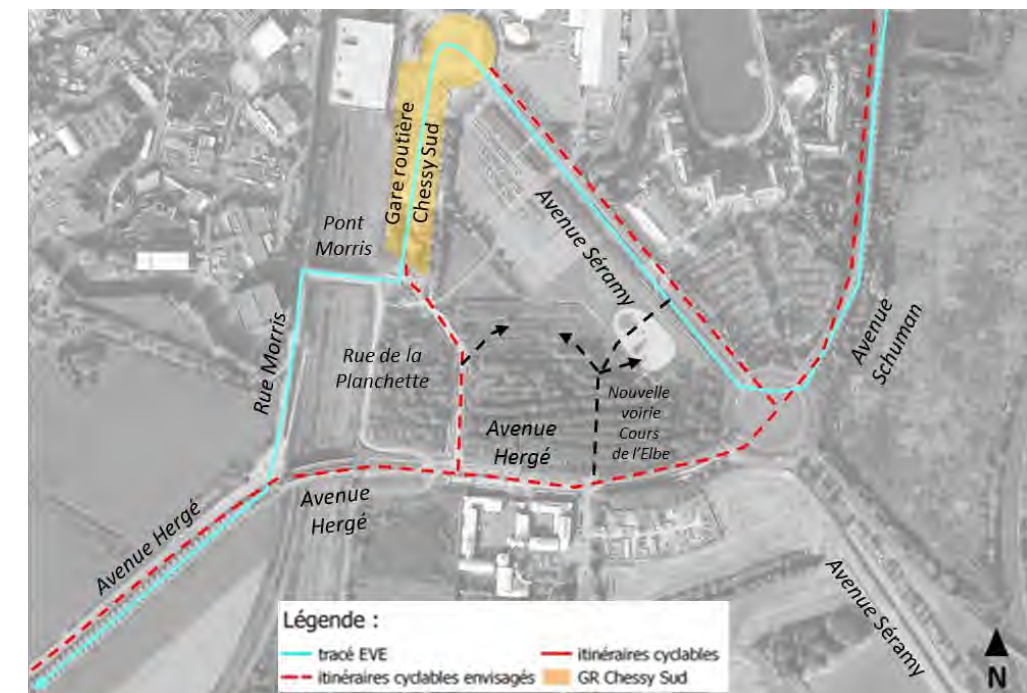 Gare routière
Chessy Sud
Pont
Morris
Avenue Séramy
Rue Morris
Rue de la
Planchette
Avenue
Schuman
Nouvelle
voirie
Cours
de l'Elbe
Avenue
Hergé
Avenue
Hergé
Avenue Hergé
Avenue Séramy
Légende :
tracé EVE
itinéraires cyclables
itinéraires cyclables envisagés
GR Chessy Sud
N